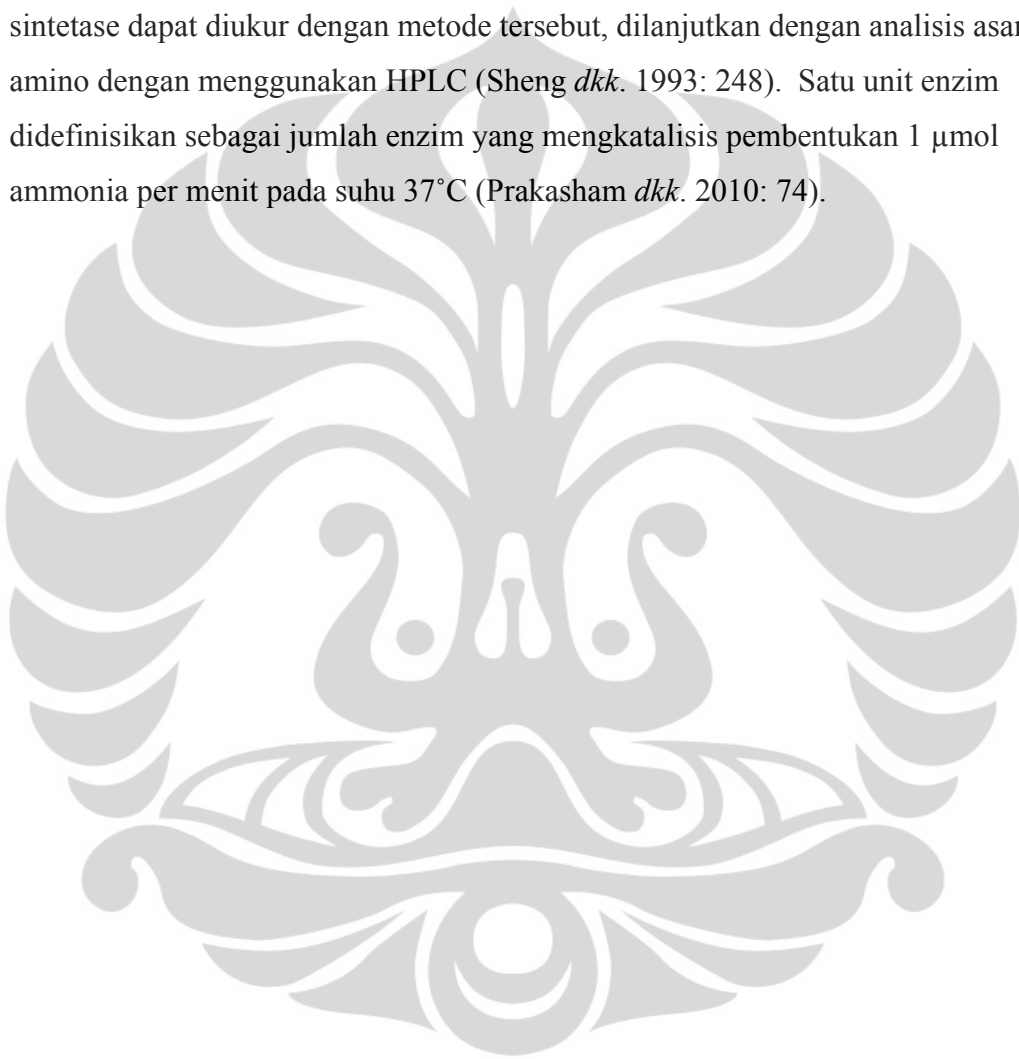 sintetase dapat diukur dengan metode tersebut, dilanjutkan dengan analisis
amino dengan menggunakan HPLC (Sheng dkk. 1993: 248).  Satu unit enzim
didefinisikan sebagai jumlah enzim yang mengkatalisis pembentukan 1 µmol
ammonia per menit pada suhu 37˚C (Prakasham dkk. 2010: 74).